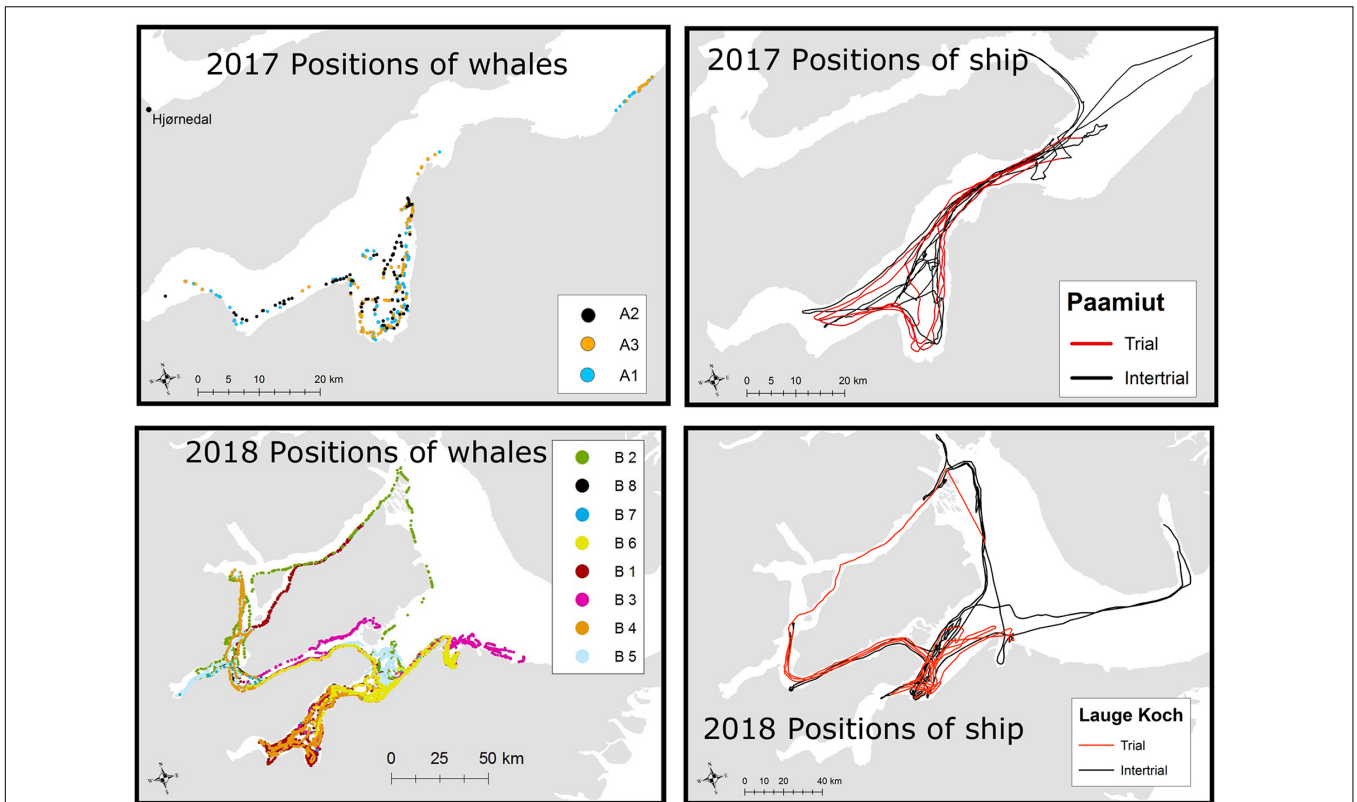 2017 Positions of whales
Hjørnedal
A2
A3
A1
N
W E
S
0 5 10 20 km
2017 Positions of ship
Paamiut
Trial
Intertrial
N
W E
S
0 5 10 20 km
2018 Positions of whales
B 2
B 8
B 7
B 6
B 1
B 3
B 4
B 5
N
W E
S
0 25 50 km
2018 Positions of ship
Lauge Koch
Trial
Intertrial
N
W E
S
0 10 20 40 km